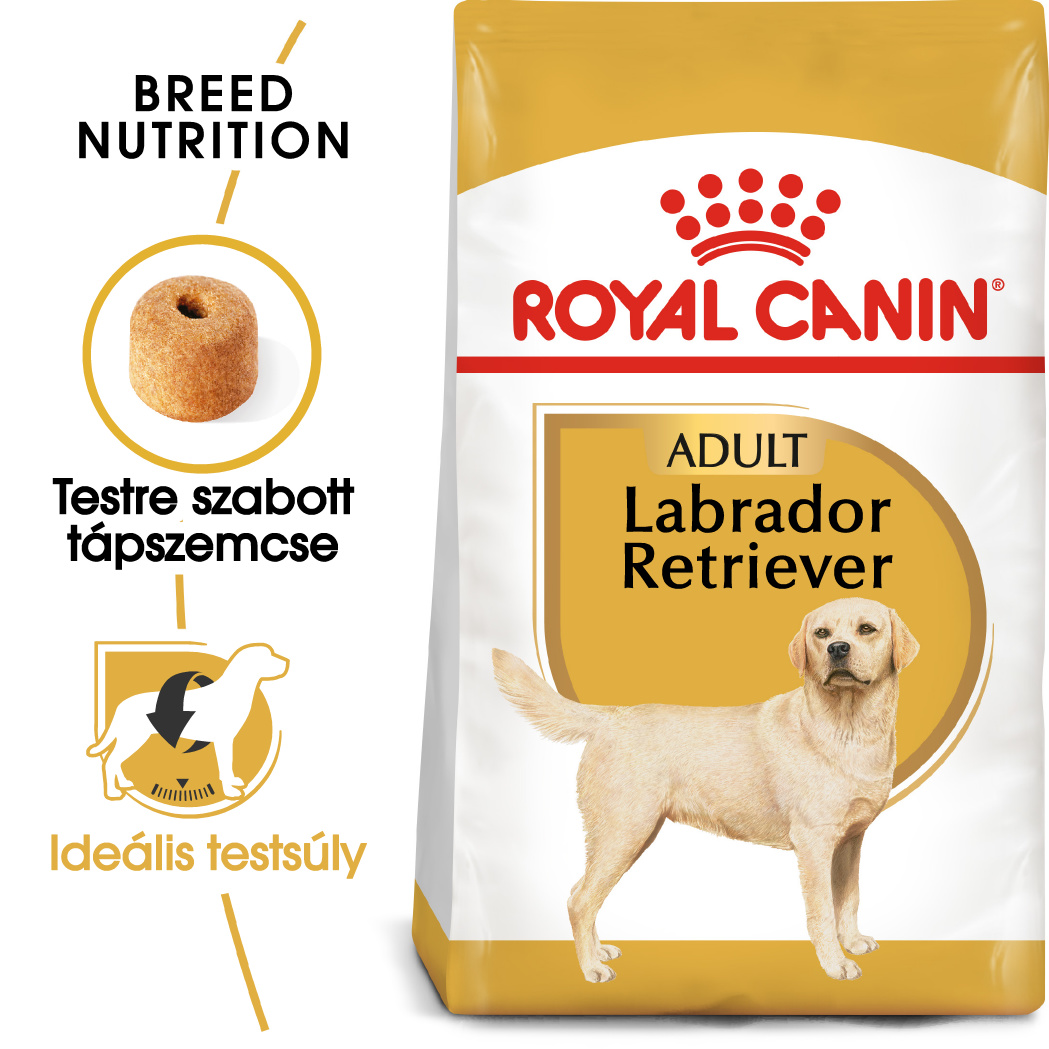 BREED
NUTRITION
Testre szabott
tápszemcse
Ideális testsúly
ROYAL CANIN®
ADULT
Labrador
Retriever